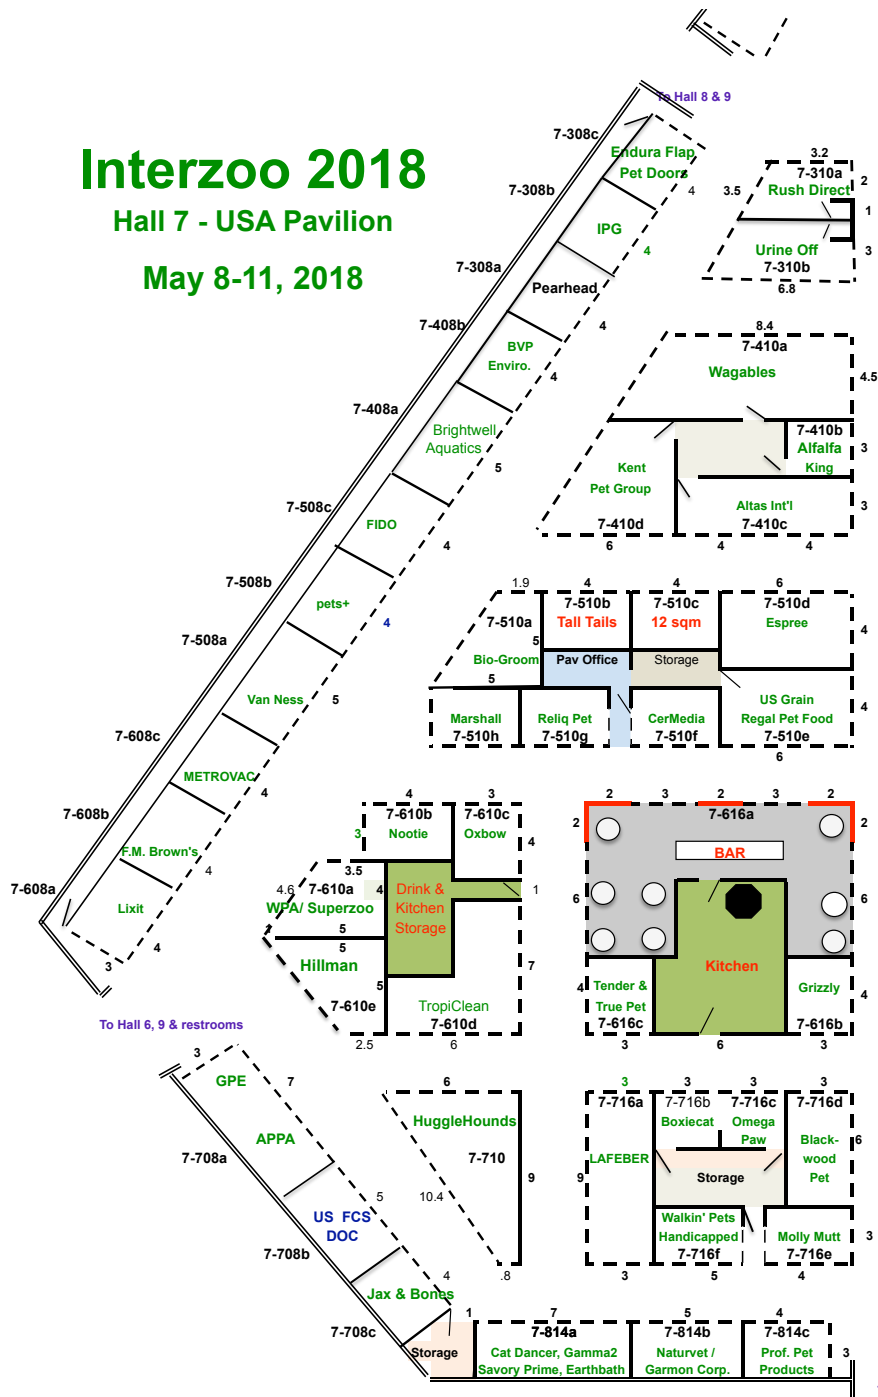 To Hall 8 & 9
Interzoo 2018
Hall 7 - USA Pavilion
May 8-11, 2018
7-308c
Endura Flap
Pet Doors
4
7-308b
IPG
4
7-308a
Pearhead
4
7-408b
BVP
Enviro.
4
7-408a
Brightwell
Aquatics
5
7-508c
FIDO
4
7-508b
pets+
4
7-508a
Van Ness
5
7-608c
METROVAC
4
7-608b
F.M. Brown's
4
7-608a
Lixit
4
3
3.2
7-310a
Rush Direct
2
3.5
1
Urine Off
7-310b
3
6.8
8.4
7-410a
Wagables
4.5
7-410b
Alfalfa
King
3
Kent
Pet Group
7-410d
Altas Int'l
7-410c
3
6
4
4
1.9
4
4
6
7-510a
7-510b
Tall Tails
7-510c
12 sqm
7-510d
Espree
4
5
Bio-Groom
5
Pav Office
Storage
Marshall
7-510h
Reliq Pet
7-510g
CerMedia
7-510f
US Grain
Regal Pet Food
7-510e
4
6
4
3
7-610b
Nootie
7-610c
Oxbow
3
4
3.5
4.6
7-610a
4
WPA/ Superzoo
Drink &
Kitchen
Storage
1
5
5
Hillman
5
7-610e
7
TropiClean
7-610d
2.5
6
2
3
2
3
2
7-616a
2
2
BAR
6
6
Kitchen
4
Tender &
True Pet
7-616c
Grizzly
7-616b
4
3
6
3
To Hall 6, 9 & restrooms
3
GPE
7
APPA
7-708a
5
US FCS
DOC
7-708b
4
Jax & Bones
7-708c
Storage
1
6
HuggleHounds
7-710
10.4
9
.8
3
3
3
3
7-716a
7-716b
Boxiecat
7-716c
Omega
Paw
7-716d
Black-
wood
Pet
6
LAFEBER
9
Storage
Walkin' Pets
Handicapped
7-716f
Molly Mutt
7-716e
3
3
5
4
7
5
4
7-814a
Cat Dancer, Gamma2
Savory Prime, Earthbath
7-814b
Naturvet /
Garmon Corp.
7-814c
Prof. Pet
Products
3